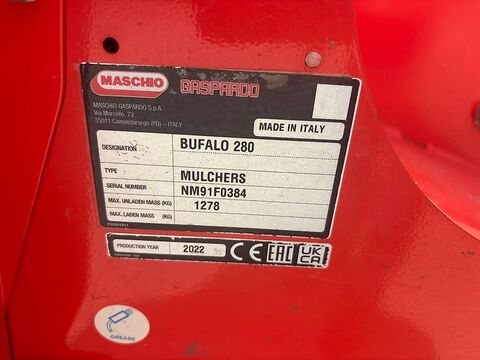 MASCHIO GASPARDO
MASCHIO GASPARDO S.p.A.
Via Marcello, 73
35011 Campodarsego (PD) – ITALY
MADE IN ITALY
DESIGNATION BUFALO 280
TYPE MULCHERS
SERIAL NUMBER NM91F0384
MAX. UNLADEN MASS (KG) 1278
MAX. LADEN MASS (KG)
PRODUCTION YEAR 2022 CE EAC UK CA
GREASE